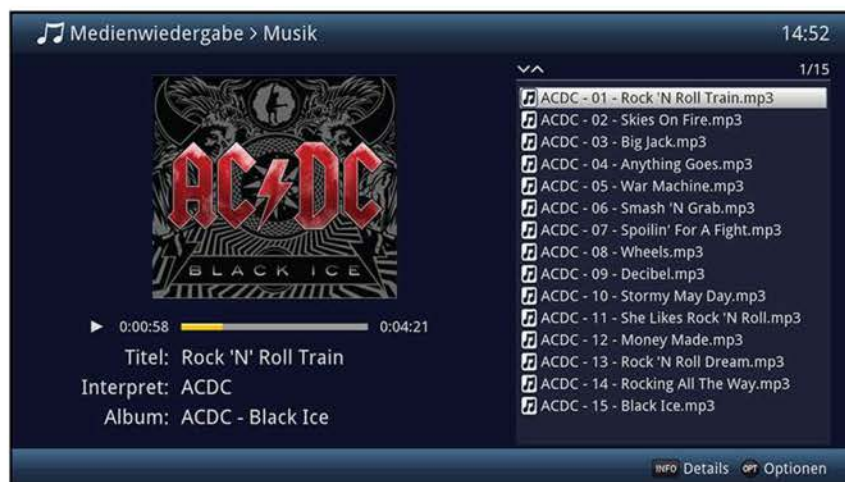 Medienwiedergabe > Musik
14:52
AC DC
BLACK ICE
0:00:58
0:04:21
Titel: Rock 'N' Roll Train
Interpret: ACDC
Album: ACDC - Black Ice
1/15
ACDC - 01 - Rock 'N Roll Train.mp3
ACDC - 02 - Skies On Fire.mp3
ACDC - 03 - Big Jack.mp3
ACDC - 04 - Anything Goes.mp3
ACDC - 05 - War Machine.mp3
ACDC - 06 - Smash 'N Grab.mp3
ACDC - 07 - Spoilin' For A Fight.mp3
ACDC - 08 - Wheels.mp3
ACDC - 09 - Decibel.mp3
ACDC - 10 - Stormy May Day.mp3
ACDC - 11 - She Likes Rock 'N Roll.mp3
ACDC - 12 - Money Made.mp3
ACDC - 13 - Rock 'N Roll Dream.mp3
ACDC - 14 - Rocking All The Way.mp3
ACDC - 15 - Black Ice.mp3
INFO Details OPT Optionen